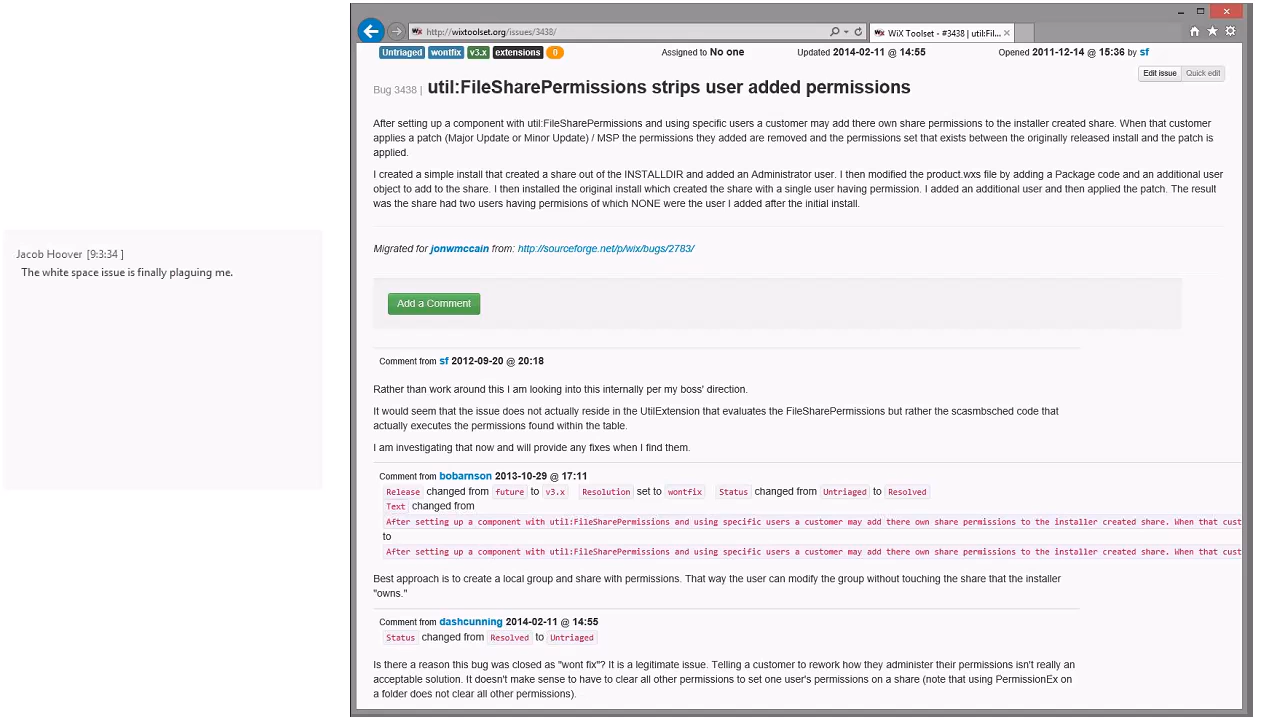 http://wixtoolset.org/issues/3438/
WiX Toolset - #3438 | util:Fil...
Untriaged wontfix v3.x extensions 0
Assigned to No one
Updated 2014-02-11 @ 14:55
Opened 2011-12-14 @ 15:36 by sf
Edit issue Quick edit
Bug 3438 | util:FileSharePermissions strips user added permissions
After setting up a component with util:FileSharePermissions and using specific users a customer may add there own share permissions to the installer created share. When that customer
applies a patch (Major Update or Minor Update) / MSP the permissions they added are removed and the permissions set that exists between the originally released install and the patch is
applied.
I created a simple install that created a share out of the INSTALLDIR and added an Administrator user. I then modified the product.wxs file by adding a Package code and an additional user
object to add to the share. I then installed the original install which created the share with a single user having permission. I added an additional user and then applied the patch. The result
was the share had two users having permisions of which NONE were the user I added after the initial install.
Migrated for jonwmccain from: http://sourceforge.net/p/wix/bugs/2783/
Jacob Hoover [9:3:34 ]
The white space issue is finally plaguing me.
Add a Comment
Comment from sf 2012-09-20 @ 20:18
Rather than work around this I am looking into this internally per my boss' direction.
It would seem that the issue does not actually reside in the UtilExtension that evaluates the FileSharePermissions but rather the scasmbsched code that
actually executes the permissions found within the table.
I am investigating that now and will provide any fixes when I find them.
Comment from bobarnson 2013-10-29 @ 17:11
Release changed from future to v3.x Resolution set to wontfix Status changed from Untriaged to Resolved
Text changed from
After setting up a component with util:FileSharePermissions and using specific users a customer may add there own share permissions to the installer created share. When that cust
to
After setting up a component with util:FileSharePermissions and using specific users a customer may add there own share permissions to the installer created share. When that cust
Best approach is to create a local group and share with permissions. That way the user can modify the group without touching the share that the installer
"owns."
Comment from dashcunning 2014-02-11 @ 14:55
Status changed from Resolved to Untriaged
Is there a reason this bug was closed as "wont fix"? It is a legitimate issue. Telling a customer to rework how they administer their permissions isn't really an
acceptable solution. It doesn't make sense to have to clear all other permissions to set one user's permissions on a share (note that using PermissionEx on
a folder does not clear all other permissions).